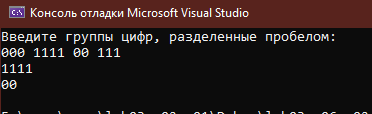 Консоль отладки Microsoft Visual Studio
Введите группы цифр, разделенные пробелом:
000 1111 00 111
1111
00